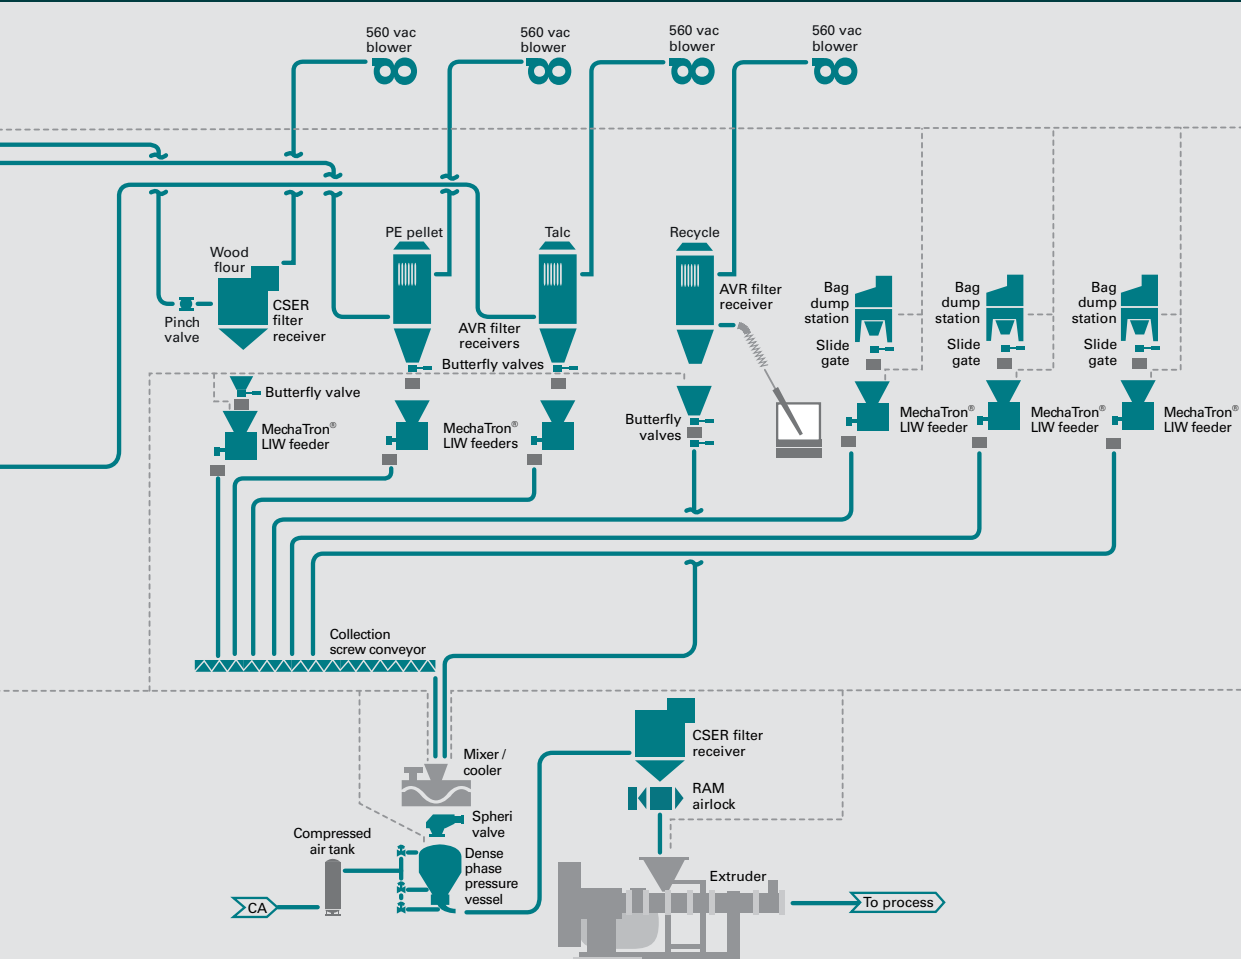 560 vac
blower
560 vac
blower
560 vac
blower
560 vac
blower
PE pellet
Talc
Recycle
Wood
flour
CSER
filter
receiver
Pinch
valve
AVR filter
receivers
AVR filter
receiver
Bag
dump
station
Bag
dump
station
Bag
dump
station
Slide
gate
Slide
gate
Slide
gate
Butterfly valves
Butterfly valve
MechaTron®
LIW feeder
MechaTron®
LIW feeders
Butterfly
valves
MechaTron®
LIW feeder
MechaTron®
LIW feeder
MechaTron®
LIW feeder
Collection
screw conveyor
Mixer /
cooler
CSER filter
receiver
RAM
airlock
Spheri
valve
Compressed
air tank
Dense
phase
pressure
vessel
Extruder
CA
To process